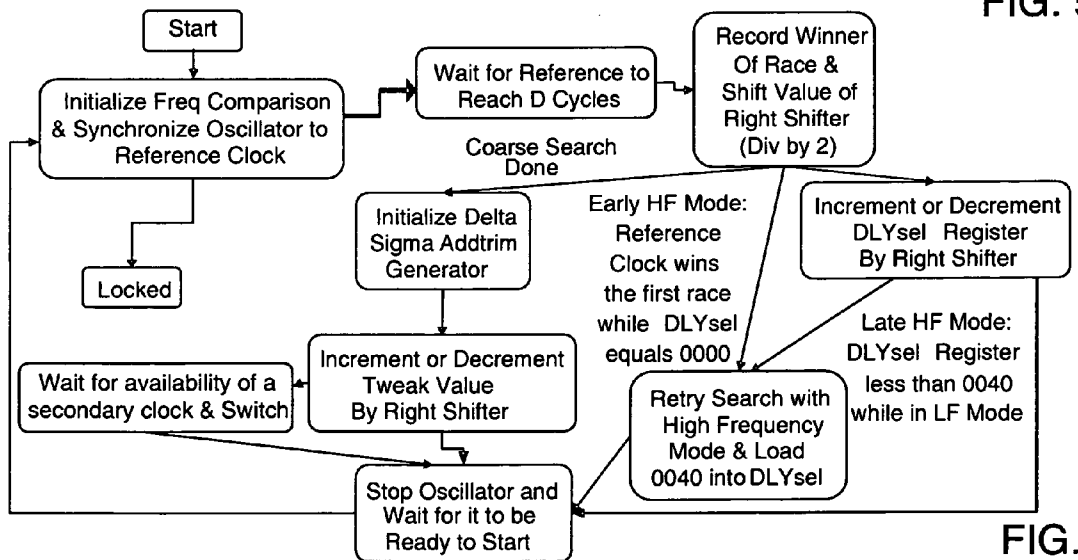 FIG. 5
Start
Initialize Freq Comparison
& Synchronize Oscillator to
Reference Clock
Wait for Reference to
Reach D Cycles
Record Winner
Of Race &
Shift Value of
Right Shifter
(Div by 2)
Coarse Search
Done
Locked
Initialize Delta
Sigma Addtrim
Generator
Early HF Mode:
Reference
Clock wins
the first race
while DLYsel
equals 0000
Increment or Decrement
DLYsel Register
By Right Shifter
Late HF Mode:
DLYsel Register
less than 0040
while in LF Mode
Wait for availability of a
secondary clock & Switch
Increment or Decrement
Tweak Value
By Right Shifter
Retry Search with
High Frequency
Mode & Load
0040 into DLYsel
Stop Oscillator and
Wait for it to be
Ready to Start
FIG.